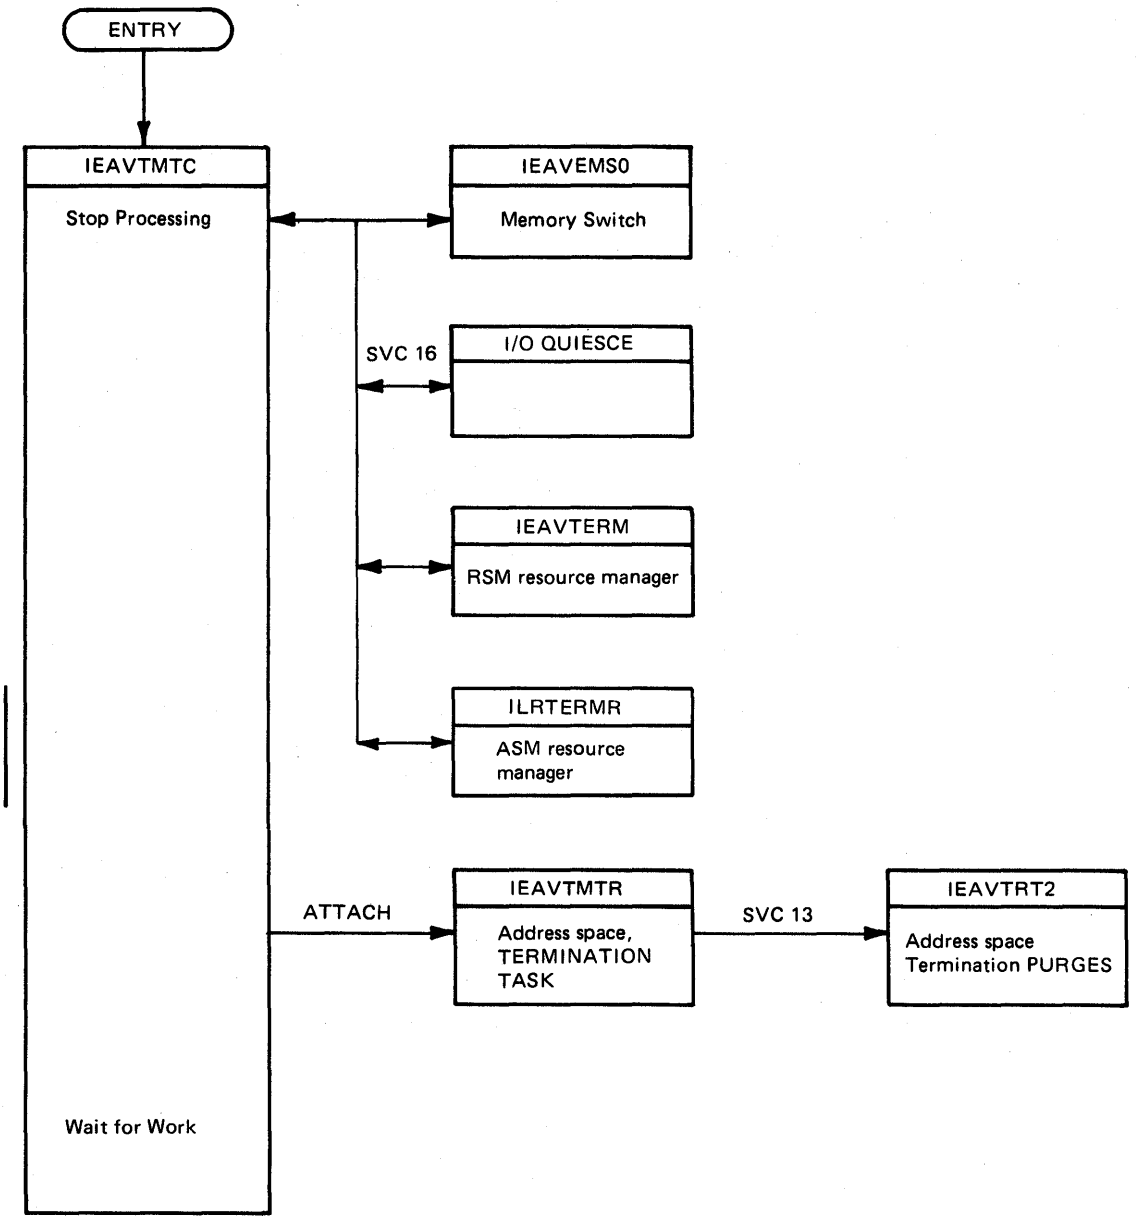 ENTRY
IEAVTMTC
Stop Processing
IEAVEMS0
Memory Switch
SVC 16
I/O QUIESCE
IEAVTERM
RSM resource manager
ILRTERMR
ASM resource
manager
ATTACH
IEAVTMTR
Address space,
TERMINATION
TASK
SVC 13
IEAVTRT2
Address space
Termination PURGES
Wait for Work